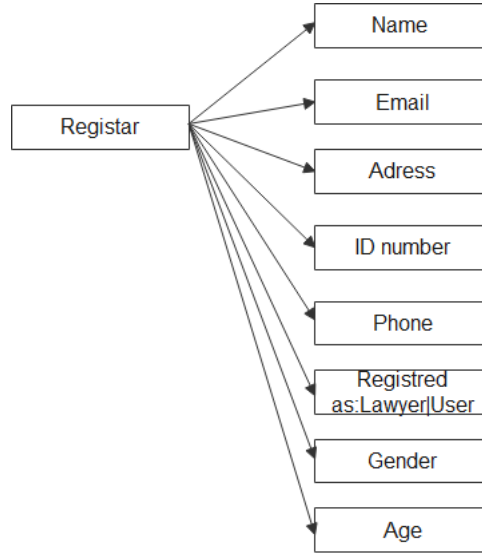 Name
Email
Registar
Adress
ID number
Phone
Registred
as:Lawyer|User
Gender
Age